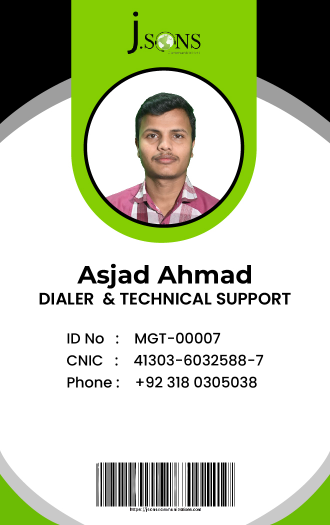 j.SONS
Asjad Ahmad
DIALER & TECHNICAL SUPPORT
ID No : MGT-00007
CNIC : 41303-6032588-7
Phone : +92 318 0305038